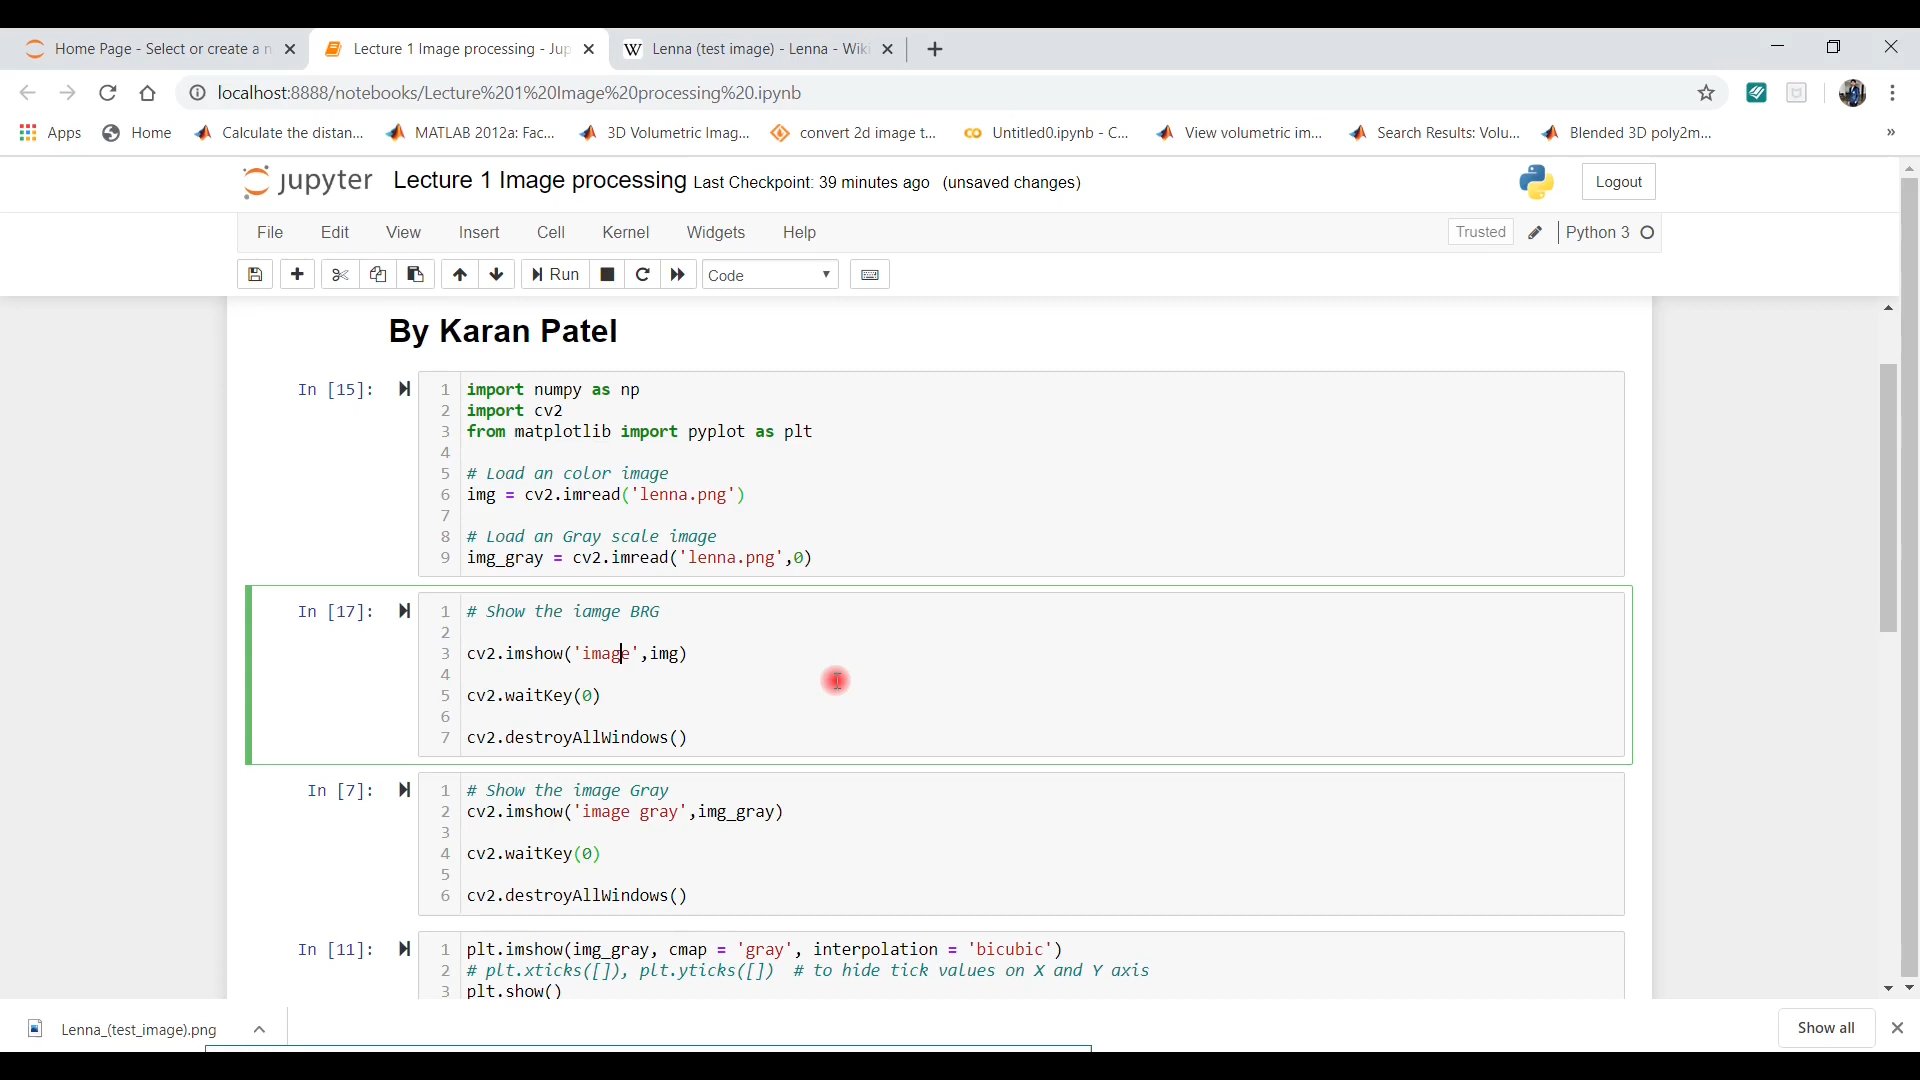 Home Page - Select or create a n
Lecture 1 Image processing - Jup
Lenna (test image) - Lenna - Wiki
localhost:8888/notebooks/Lecture%201%20Image%20processing%20.ipynb
Apps
Home
Calculate the distan...
MATLAB 2012a: Fac...
3D Volumetric Imag...
convert 2d image t...
Untitled0.ipynb - C...
View volumetric im...
Search Results: Volu...
Blended 3D poly2m...
»
jupyter Lecture 1 Image processing Last Checkpoint: 39 minutes ago (unsaved changes)
Logout
File Edit View Insert Cell Kernel Widgets Help
Trusted
Python 3
Run
Code
By Karan Patel
In [15]:
1 import numpy as np
2 import cv2
3 from matplotlib import pyplot as plt
4
5 # Load an color image
6 img = cv2.imread('lenna.png')
7
8 # Load an Gray scale image
9 img_gray = cv2.imread('lenna.png',0)
In [17]:
1 # Show the iamge BRG
2
3 cv2.imshow('image',img)
4
5 cv2.waitKey(0)
6
7 cv2.destroyAllWindows()
In [7]:
1 # Show the image Gray
2 cv2.imshow('image gray',img_gray)
3
4 cv2.waitKey(0)
5
6 cv2.destroyAllWindows()
In [11]:
1 plt.imshow(img_gray, cmap = 'gray', interpolation = 'bicubic')
2 # plt.xticks([]), plt.yticks([])  # to hide tick values on X and Y axis
3 plt.show()
Lenna_(test_image).png
Show all